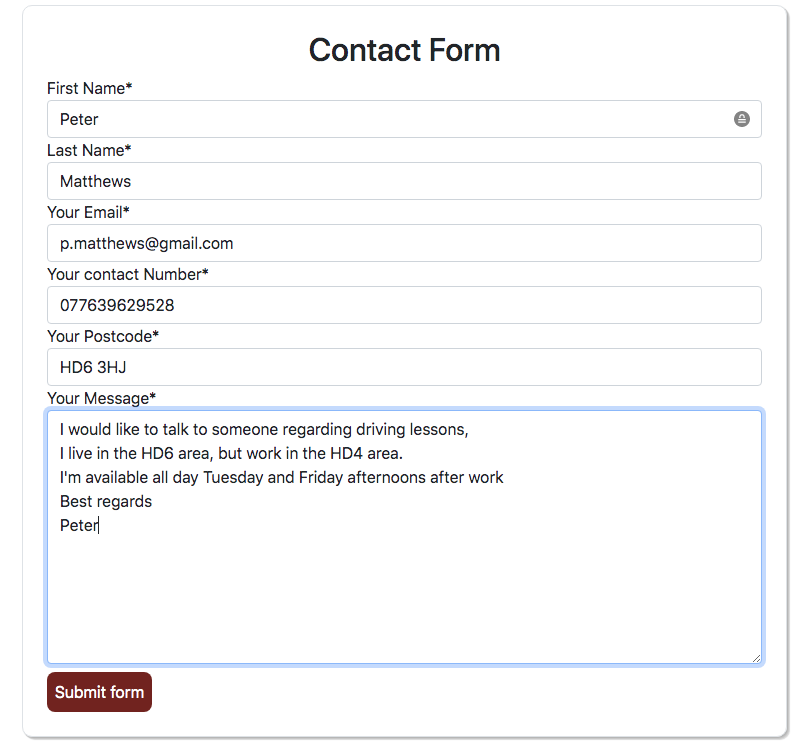 Contact Form
First Name*
Peter
Last Name*
Matthews
Your Email*
p.matthews@gmail.com
Your contact Number*
077639629528
Your Postcode*
HD6 3HJ
Your Message*
I would like to talk to someone regarding driving lessons,
I live in the HD6 area, but work in the HD4 area.
I'm available all day Tuesday and Friday afternoons after work
Best regards
Peter
Submit form